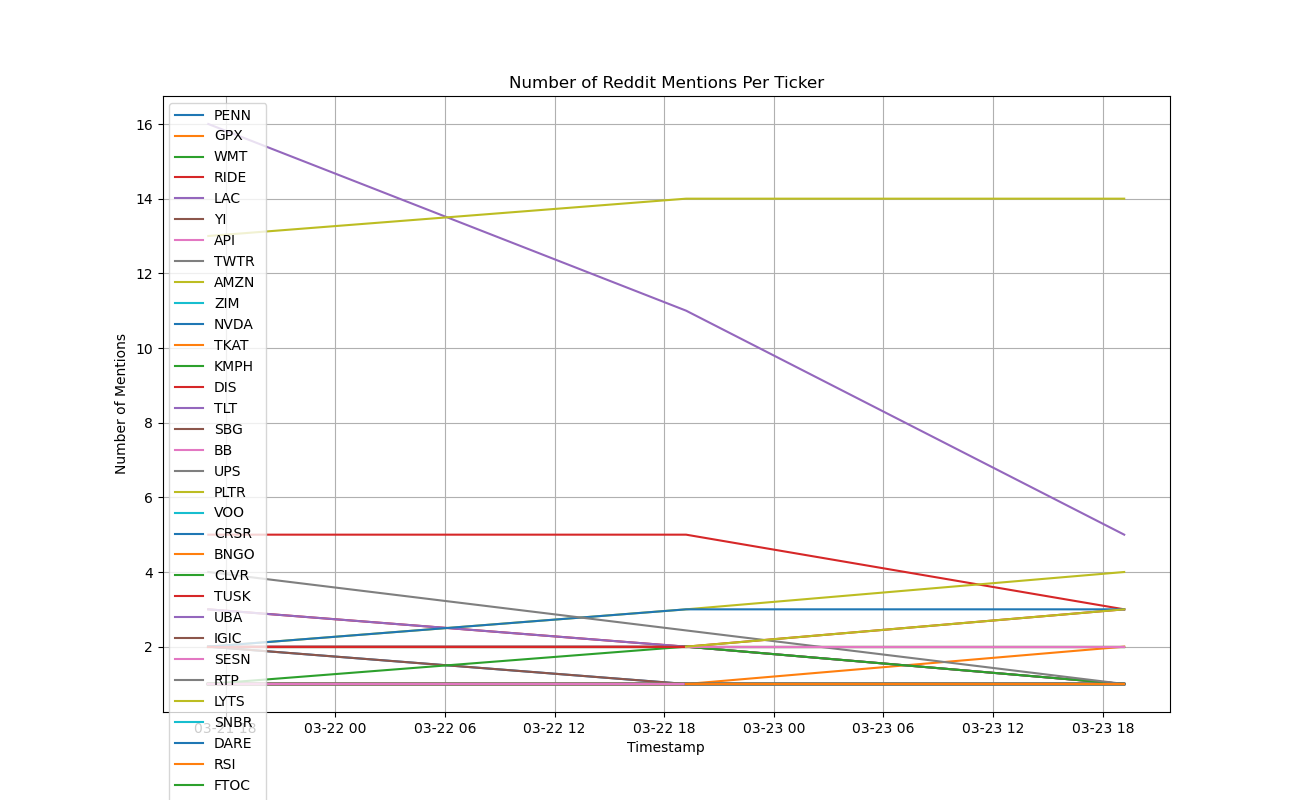 Number of Reddit Mentions Per Ticker
Number of Mentions
16
14
12
10
8
6
4
2
PENN
GPX
WMT
RIDE
LAC
YI
API
TWTR
AMZN
ZIM
NVDA
TKAT
KMPH
DIS
TLT
SBG
BB
UPS
PLTR
VOO
CRSR
BNGO
CLVR
TUSK
UBA
IGIC
SESN
RTP
LYTS
SNBR
DARE
RSI
FTOC
03-21 18
03-22 00
03-22 06
03-22 12
03-22 18
03-23 00
03-23 06
03-23 12
03-23 18
Timestamp